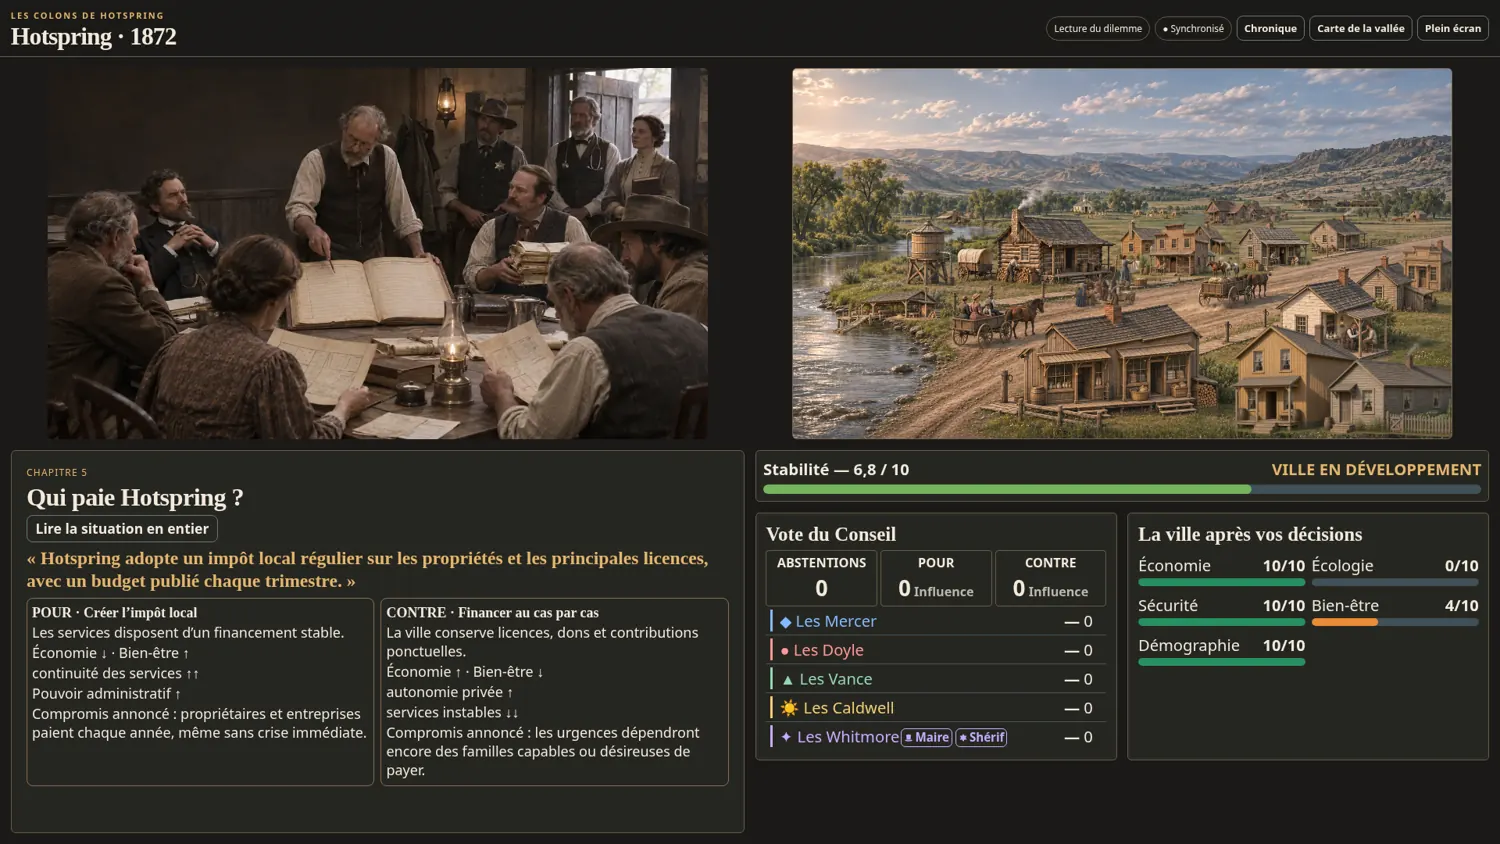 LES COLONS DE HOTSPRING
Hotspring · 1872
Lecture du dilemme
● Synchronisé
Chronique
Carte de la vallée
Plein écran
CHAPITRE 5
Qui paie Hotspring ?
Lire la situation en entier
« Hotspring adopte un impôt local régulier sur les propriétés et les principales licences,
avec un budget publié chaque trimestre. »
POUR · Créer l’impôt local
Les services disposent d’un financement stable.
Économie ↓ · Bien-être ↑
continuité des services ↑↑
Pouvoir administratif ↑
Compromis annoncé : propriétaires et entreprises
paient chaque année, même sans crise immédiate.
CONTRE · Financer au cas par cas
La ville conserve licences, dons et contributions
ponctuelles.
Économie ↑ · Bien-être ↓
autonomie privée ↑
services instables ↓↓
Compromis annoncé : les urgences dépendront
encore des familles capables ou désireuses de
payer.
Stabilité — 6,8 / 10
VILLE EN DÉVELOPPEMENT
Vote du Conseil
ABSTENTIONS
0
POUR
0 Influence
CONTRE
0 Influence
◆ Les Mercer — 0
● Les Doyle — 0
▲ Les Vance — 0
☀ Les Caldwell — 0
✦ Les Whitmore Maire ✱ Shérif — 0
La ville après vos décisions
Économie 10/10
Écologie 0/10
Sécurité 10/10
Bien-être 4/10
Démographie 10/10